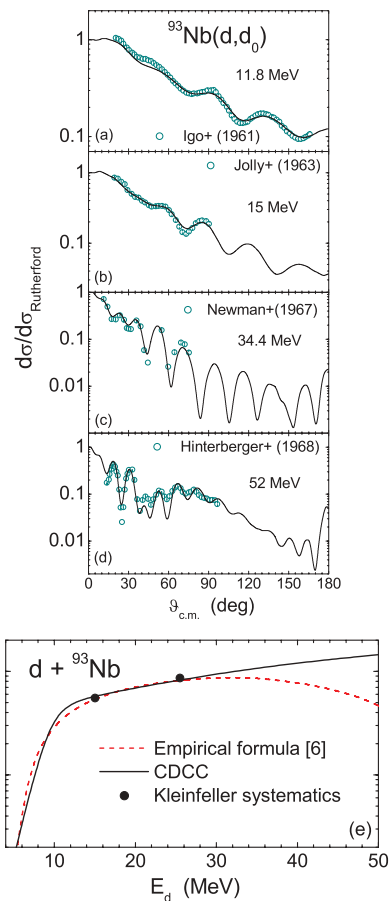 ⁹³Nb(d,d₀)
1
11.8 MeV
0.1
(a)
Igo+ (1961)
1
Jolly+ (1963)
15 MeV
0.1
(b)
dσ/dσRutherford
Newman+(1967)
34.4 MeV
0.1
0.01
(c)
1
Hinterberger+ (1968)
52 MeV
0.1
0.01
(d)
0 30 60 90 120 150 180
ϑc.m. (deg)
d + ⁹³Nb
Empirical formula [6]
CDCC
Kleinfeller systematics
(e)
10 20 30 40 50
Ed (MeV)